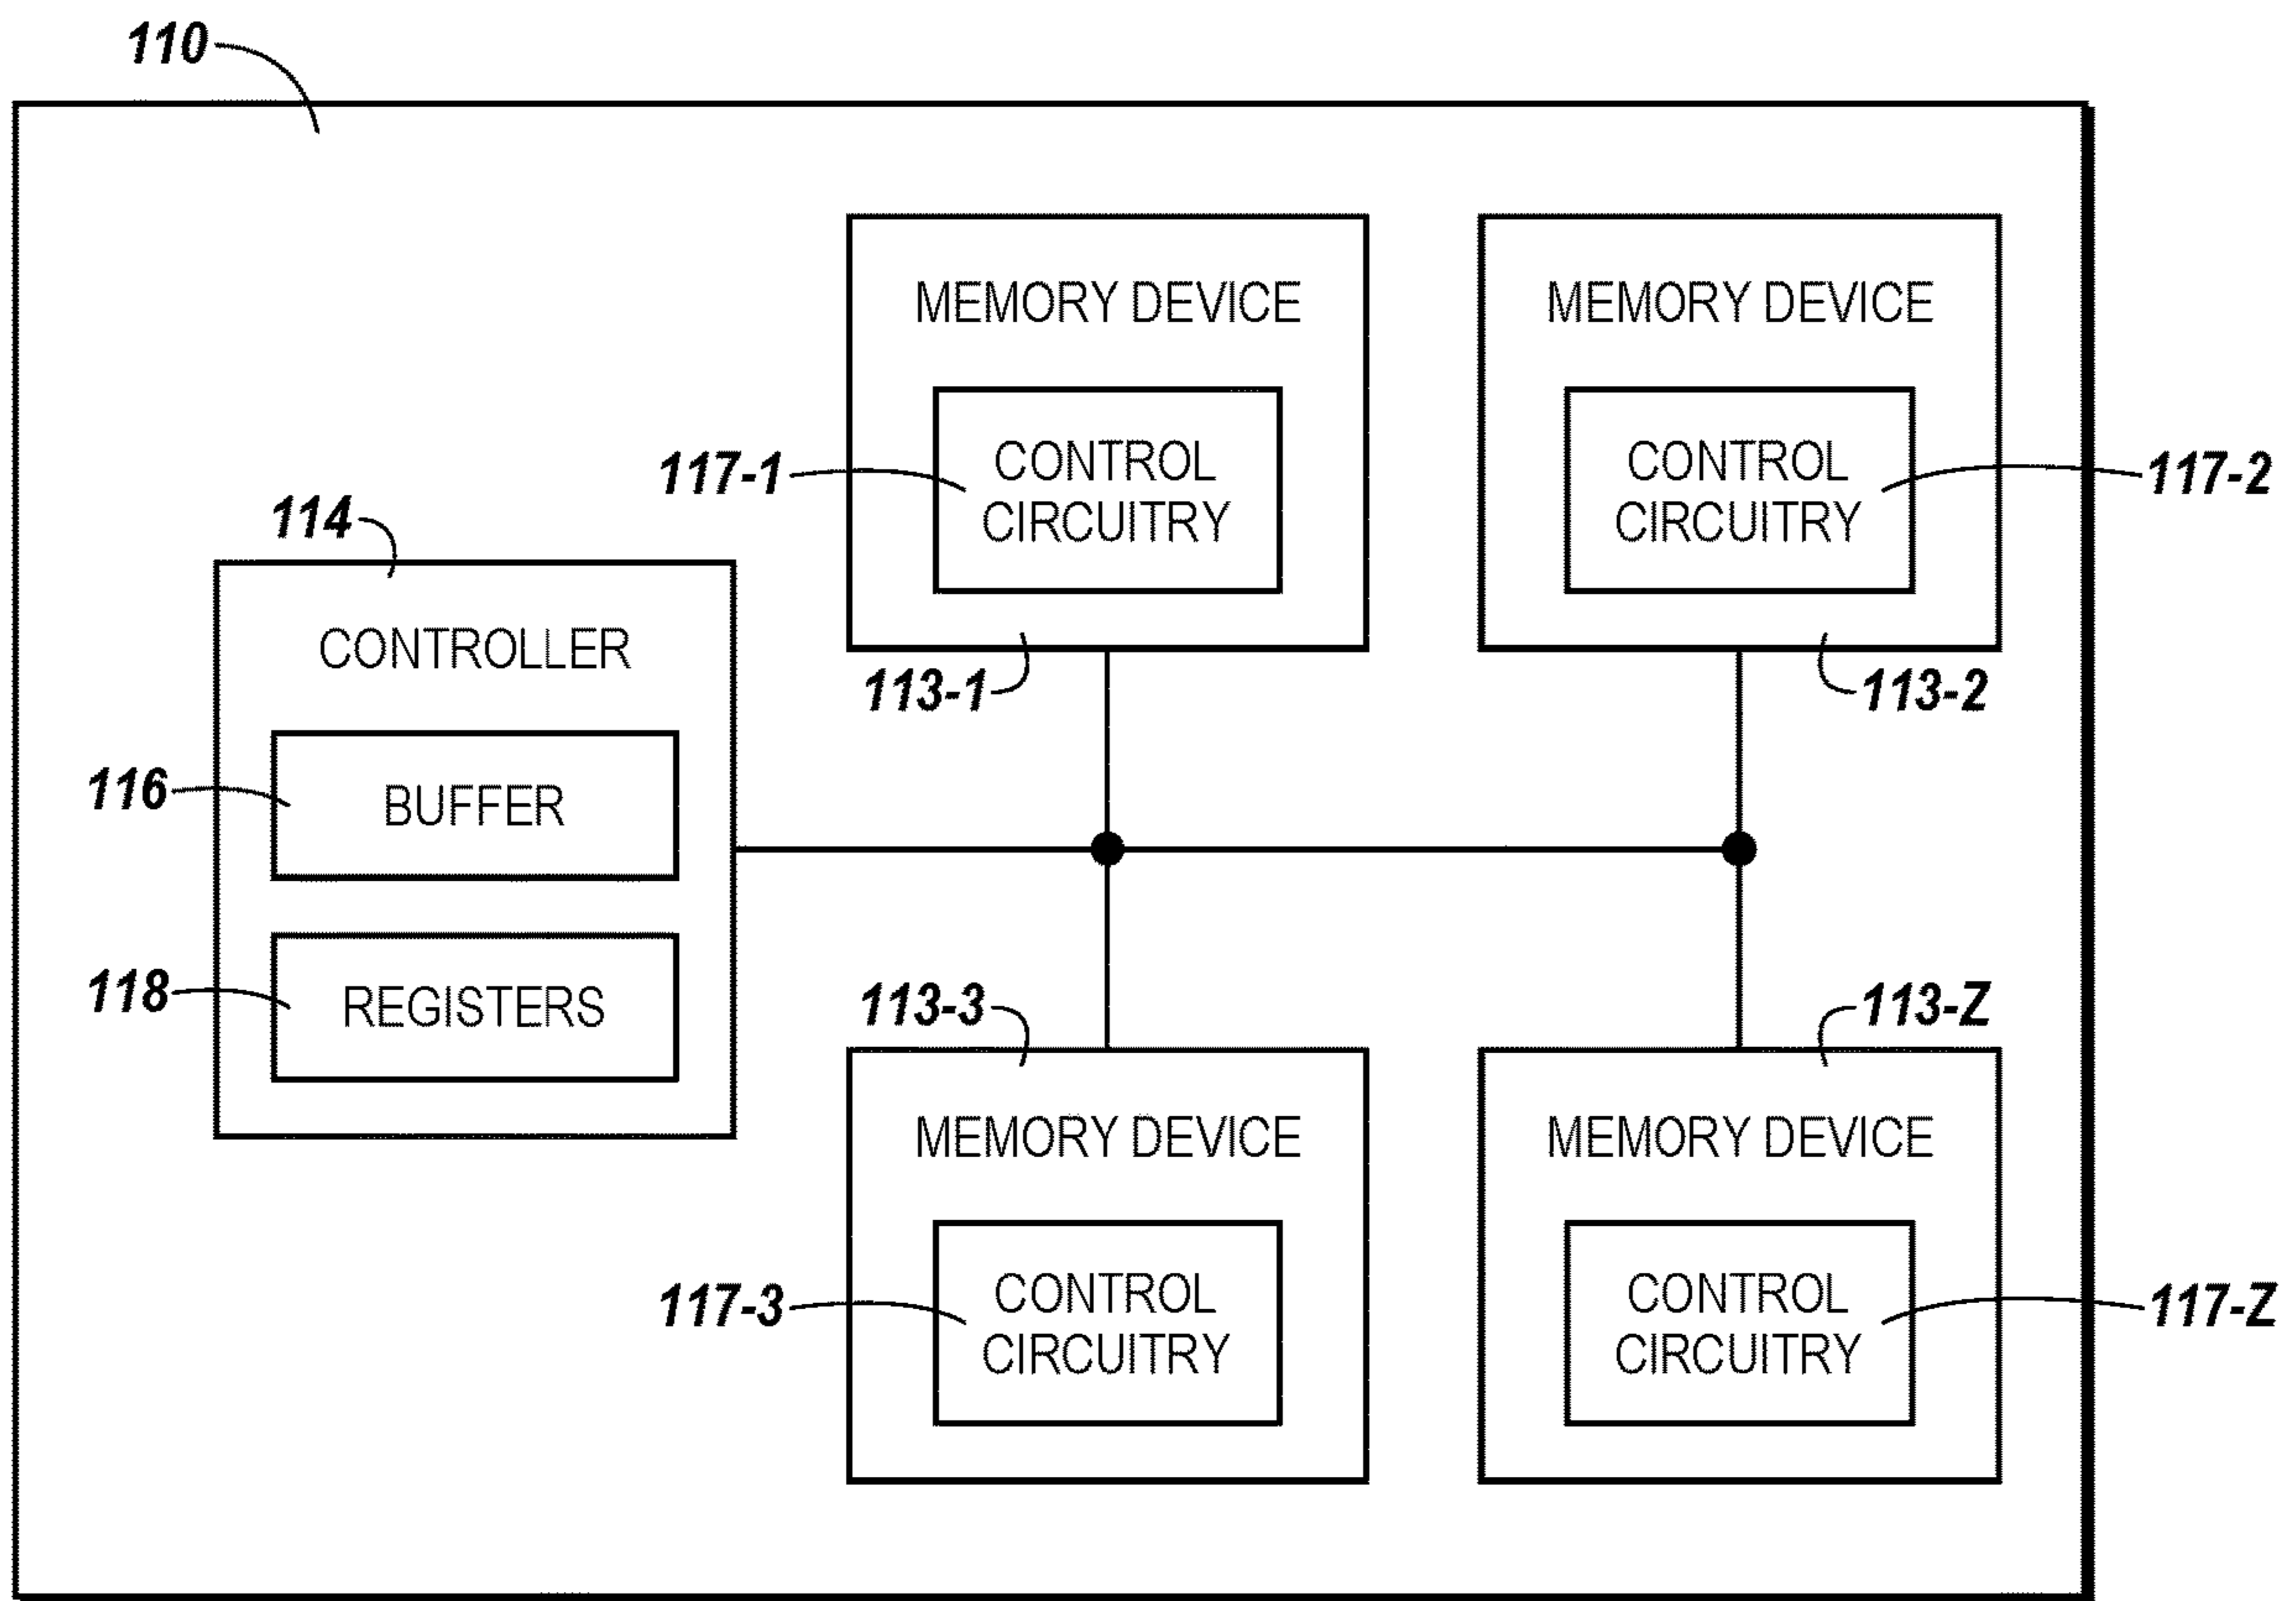 110
MEMORY DEVICE
MEMORY DEVICE
CONTROL
CIRCUITRY
117-1
CONTROL
CIRCUITRY
117-2
114
CONTROLLER
113-1
113-2
116
BUFFER
118
REGISTERS
113-3
113-Z
MEMORY DEVICE
MEMORY DEVICE
117-3
CONTROL
CIRCUITRY
CONTROL
CIRCUITRY
117-Z